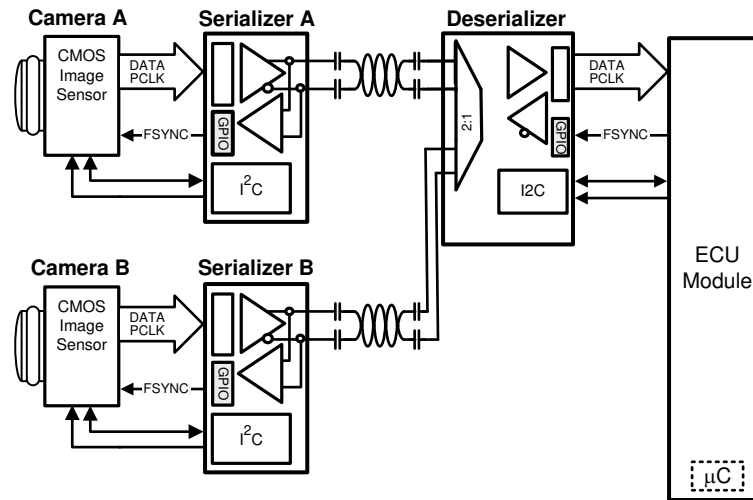 Camera A
Serializer A
Deserializer
CMOS
Image
Sensor
DATA
PCLK
FSYNC
GPIO
I²C
2:1
DATA
PCLK
GPIO
FSYNC
I2C
ECU
Module
μC
Camera B
Serializer B
CMOS
Image
Sensor
DATA
PCLK
FSYNC
GPIO
I²C